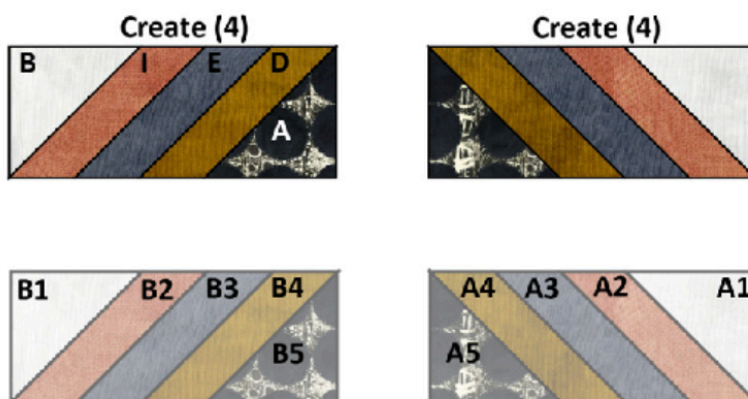 Create (4)
Create (4)
B I E D
A
B1 B2 B3 B4
B5
A4 A3 A2 A1
A5